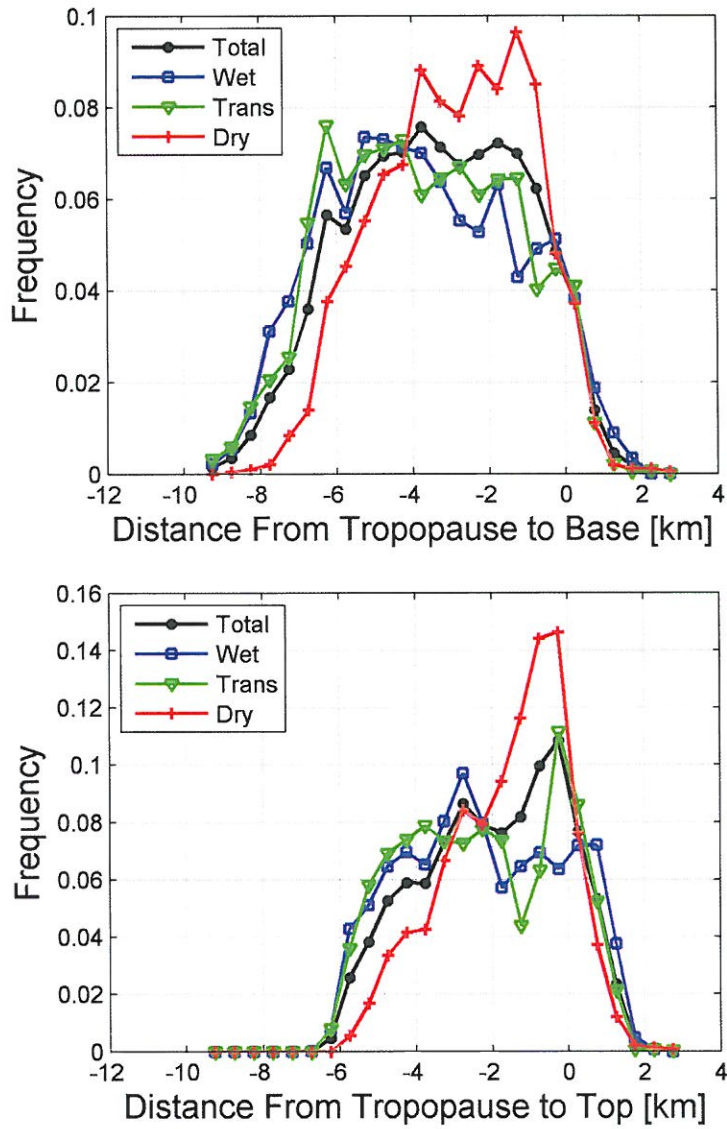 0.1
0.08
0.06
0.04
0.02
0
Frequency
Total
Wet
Trans
Dry
-12 -10 -8 -6 -4 -2 0 2 4
Distance From Tropopause to Base [km]
0.16
0.14
0.12
0.1
0.08
0.06
0.04
0.02
0
Frequency
Total
Wet
Trans
Dry
-12 -10 -8 -6 -4 -2 0 2 4
Distance From Tropopause to Top [km]